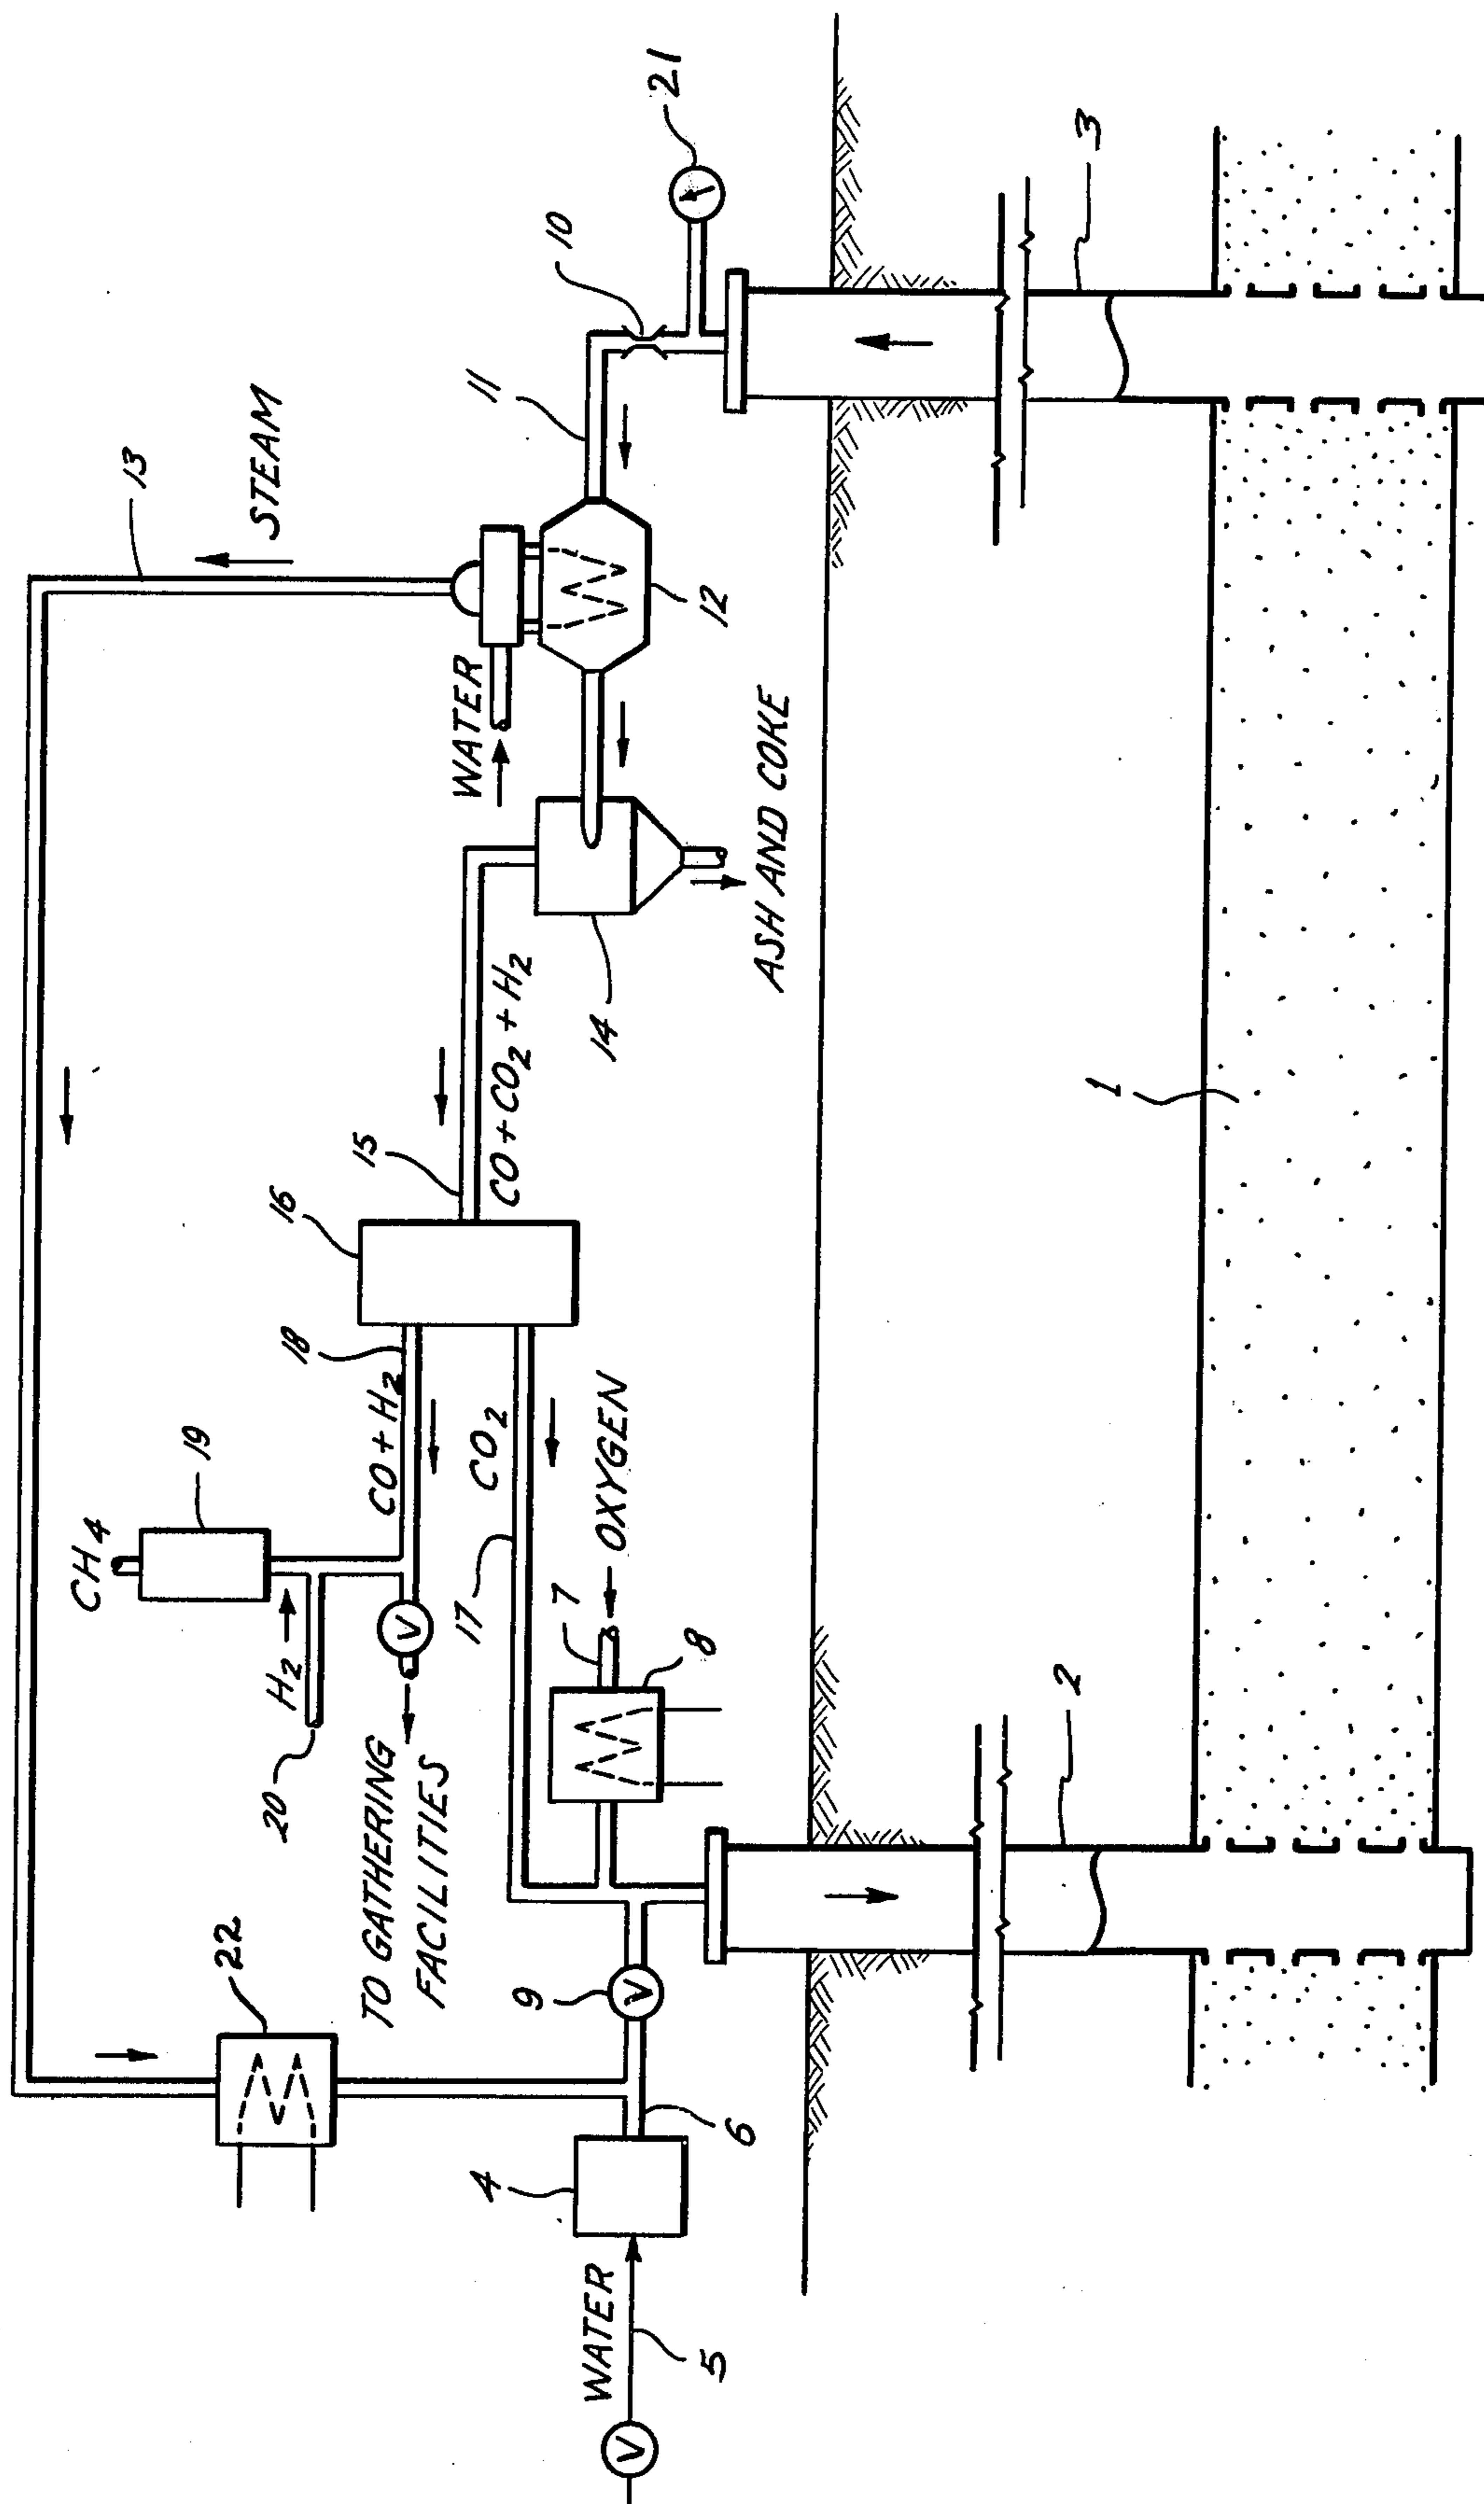 STEAM
13
21
10
11
WATER
12
CH4
19
H2
20
18
CO + H2
16
15
CO + CO2 + H2
14
ASH AND COKE
22
TO GATHERING
FACILITIES
V
17
CO2
7
OXYGEN
8
9
V
4
6
WATER
5
V
2
1
3